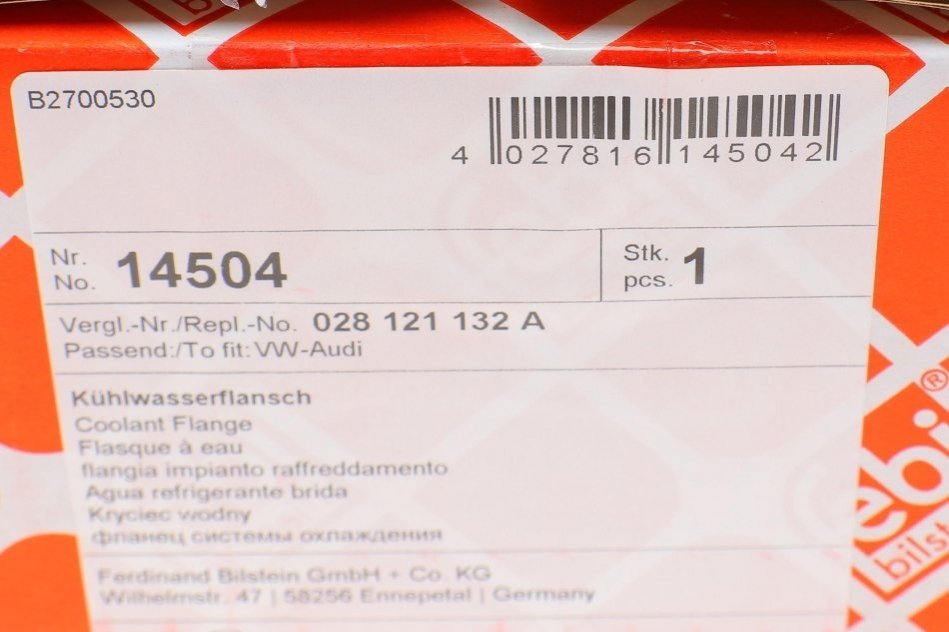 B2700530
4 027816 145042
Nr.
No. 14504
Stk.
pcs. 1
Vergl.-Nr./Repl.-No. 028 121 132 A
Passend:/To fit: VW-Audi
Kühlwasserflansch
Coolant Flange
Flasque à eau
flangia impianto raffreddamento
Agua refrigerante brida
Kryciec wodny
фланец системы охлаждения
Ferdinand Bilstein GmbH + Co. KG
Wilhelmstr. 47 | 58256 Ennepetal | Germany
ebi®
bilst